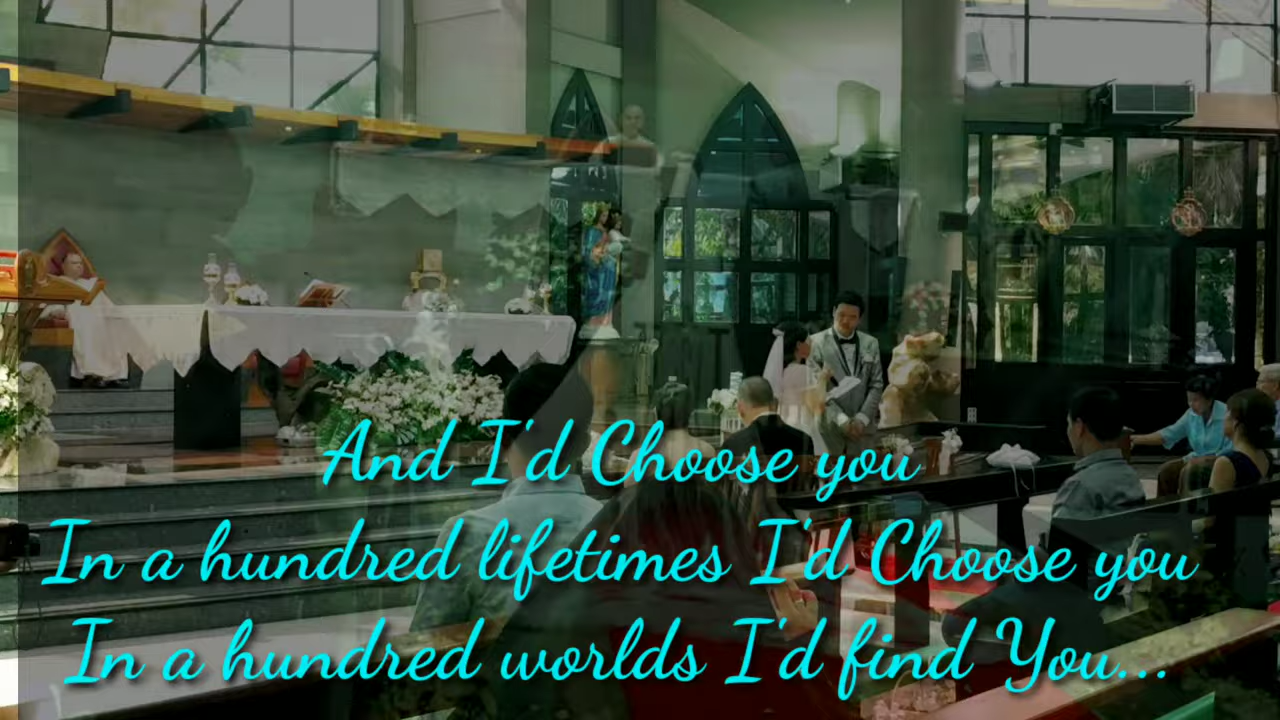 And I'd Choose you
In a hundred lifetimes I'd Choose you
In a hundred worlds I'd find You...